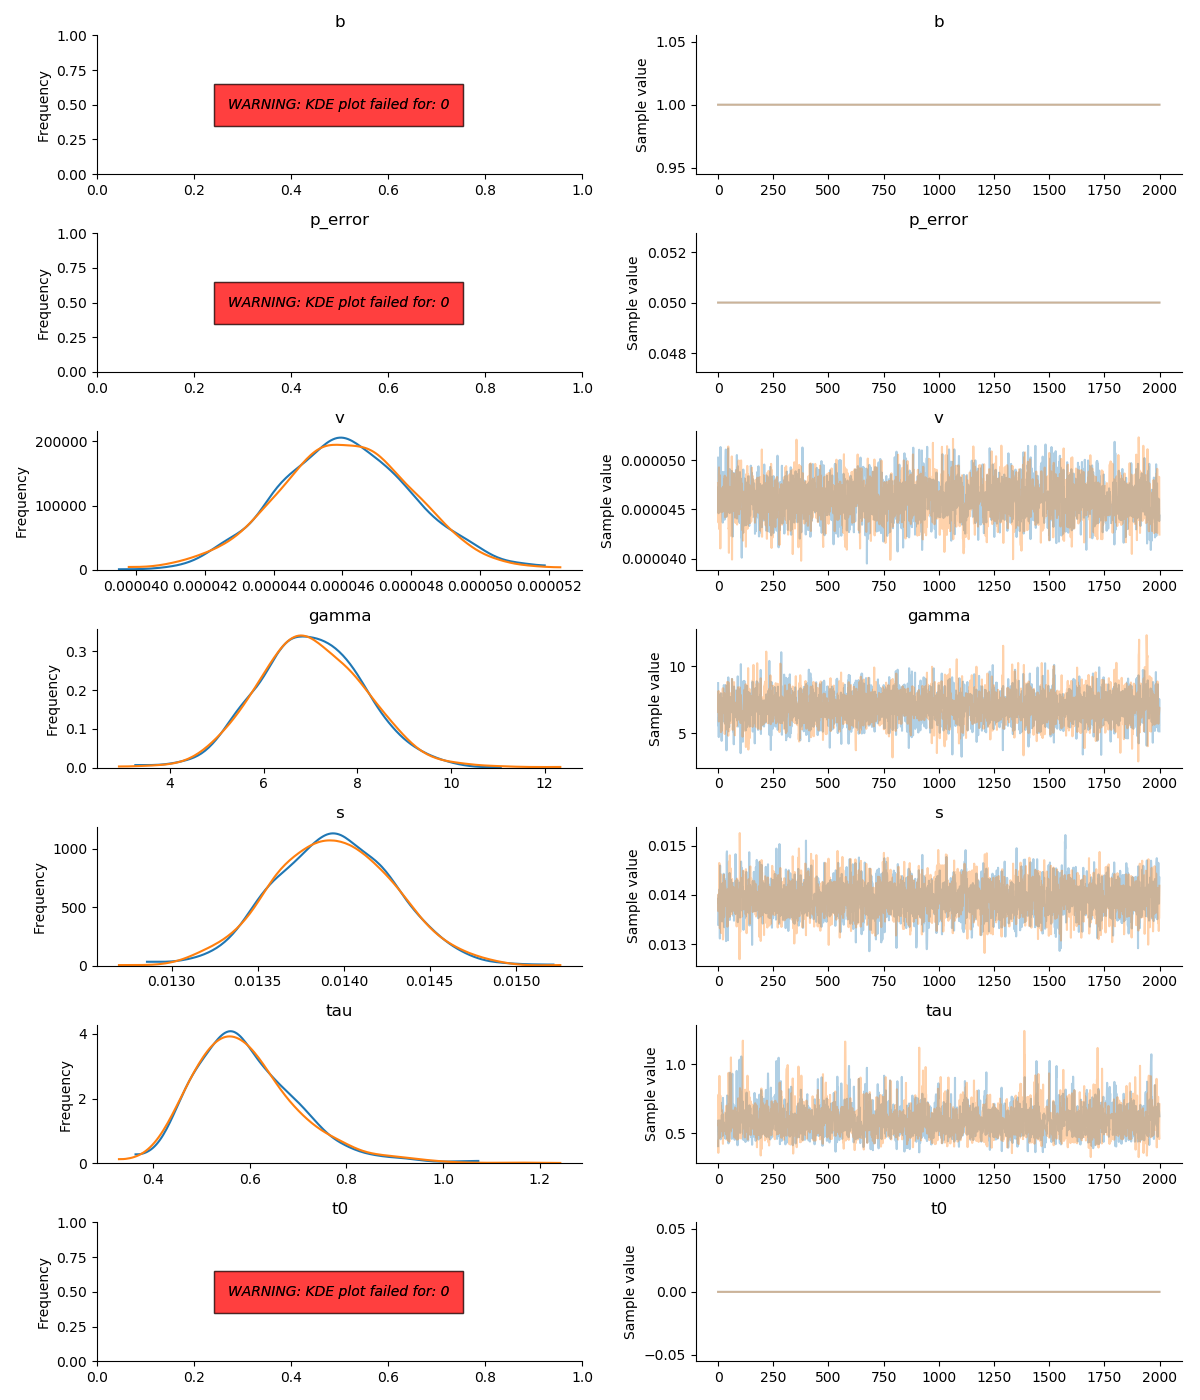 b
1.00
0.75
0.50
0.25
0.00
Frequency
WARNING: KDE plot failed for: 0
0.0 0.2 0.4 0.6 0.8 1.0
b
1.05
1.00
0.95
Sample value
0 250 500 750 1000 1250 1500 1750 2000
p_error
1.00
0.75
0.50
0.25
0.00
Frequency
WARNING: KDE plot failed for: 0
0.0 0.2 0.4 0.6 0.8 1.0
p_error
0.052
0.050
0.048
Sample value
0 250 500 750 1000 1250 1500 1750 2000
v
200000
100000
0
Frequency
0.000040 0.000042 0.000044 0.000046 0.000048 0.000050 0.000052
v
0.000050
0.000045
0.000040
Sample value
0 250 500 750 1000 1250 1500 1750 2000
gamma
0.3
0.2
0.1
0.0
Frequency
4 6 8 10 12
gamma
10
5
Sample value
0 250 500 750 1000 1250 1500 1750 2000
s
1000
500
0
Frequency
0.0130 0.0135 0.0140 0.0145 0.0150
s
0.015
0.014
0.013
Sample value
0 250 500 750 1000 1250 1500 1750 2000
tau
4
2
0
Frequency
0.4 0.6 0.8 1.0 1.2
tau
1.0
0.5
Sample value
0 250 500 750 1000 1250 1500 1750 2000
t0
1.00
0.75
0.50
0.25
0.00
Frequency
WARNING: KDE plot failed for: 0
0.0 0.2 0.4 0.6 0.8 1.0
t0
0.05
0.00
−0.05
Sample value
0 250 500 750 1000 1250 1500 1750 2000